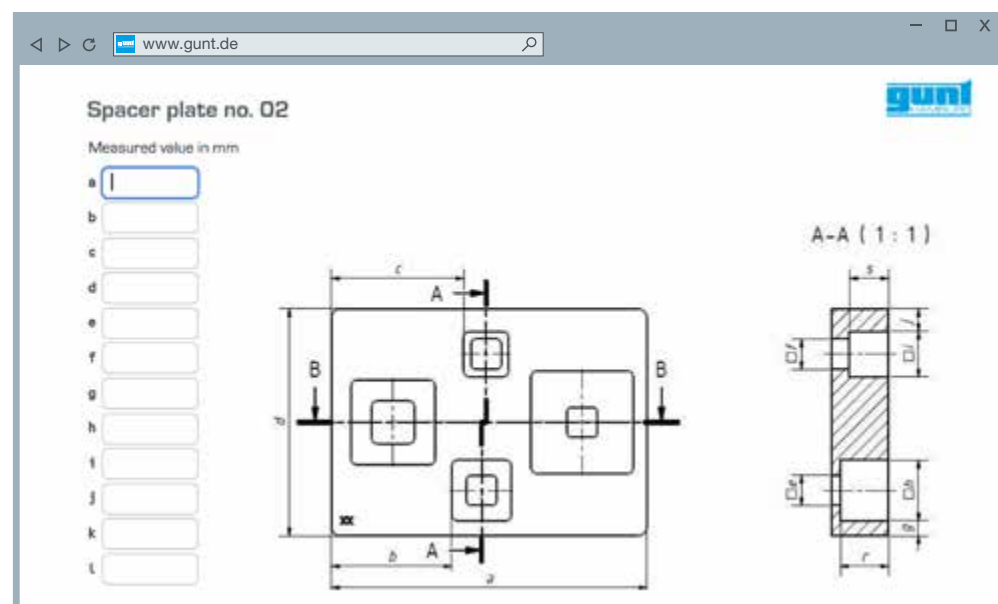 www.gunt.de
gunt
Spacer plate no. 02
Measured value in mm
a
b
c
d
e
f
g
h
i
j
k
l
c
A
B
B
d
XX
A
b
a
A-A ( 1 : 1 )
s
j
□f
□i
□e
□h
g
r